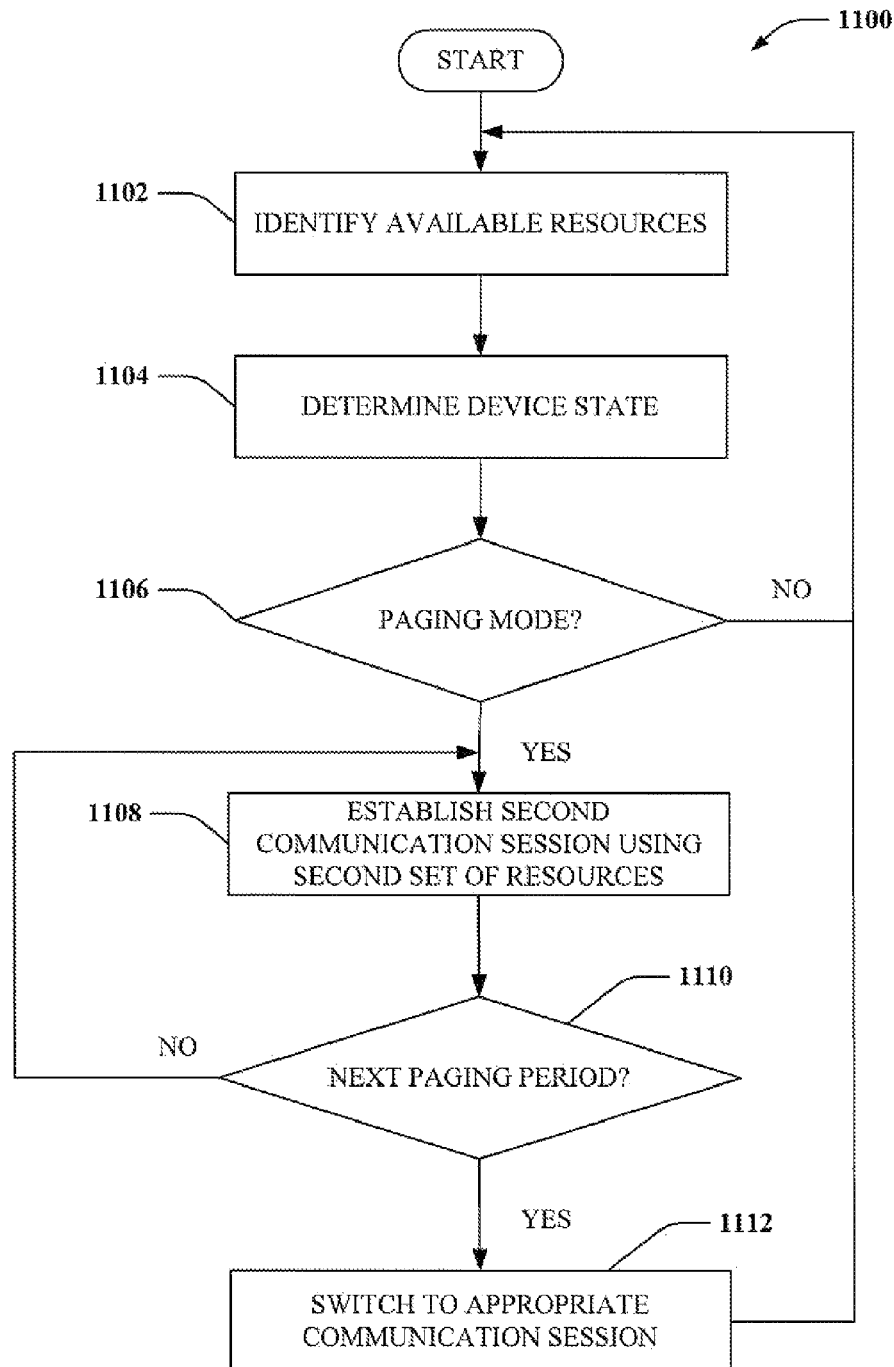 1100
START
1102
IDENTIFY AVAILABLE RESOURCES
1104
DETERMINE DEVICE STATE
1106
PAGING MODE?
NO
YES
1108
ESTABLISH SECOND
COMMUNICATION SESSION USING
SECOND SET OF RESOURCES
1110
NO
NEXT PAGING PERIOD?
YES
1112
SWITCH TO APPROPRIATE
COMMUNICATION SESSION